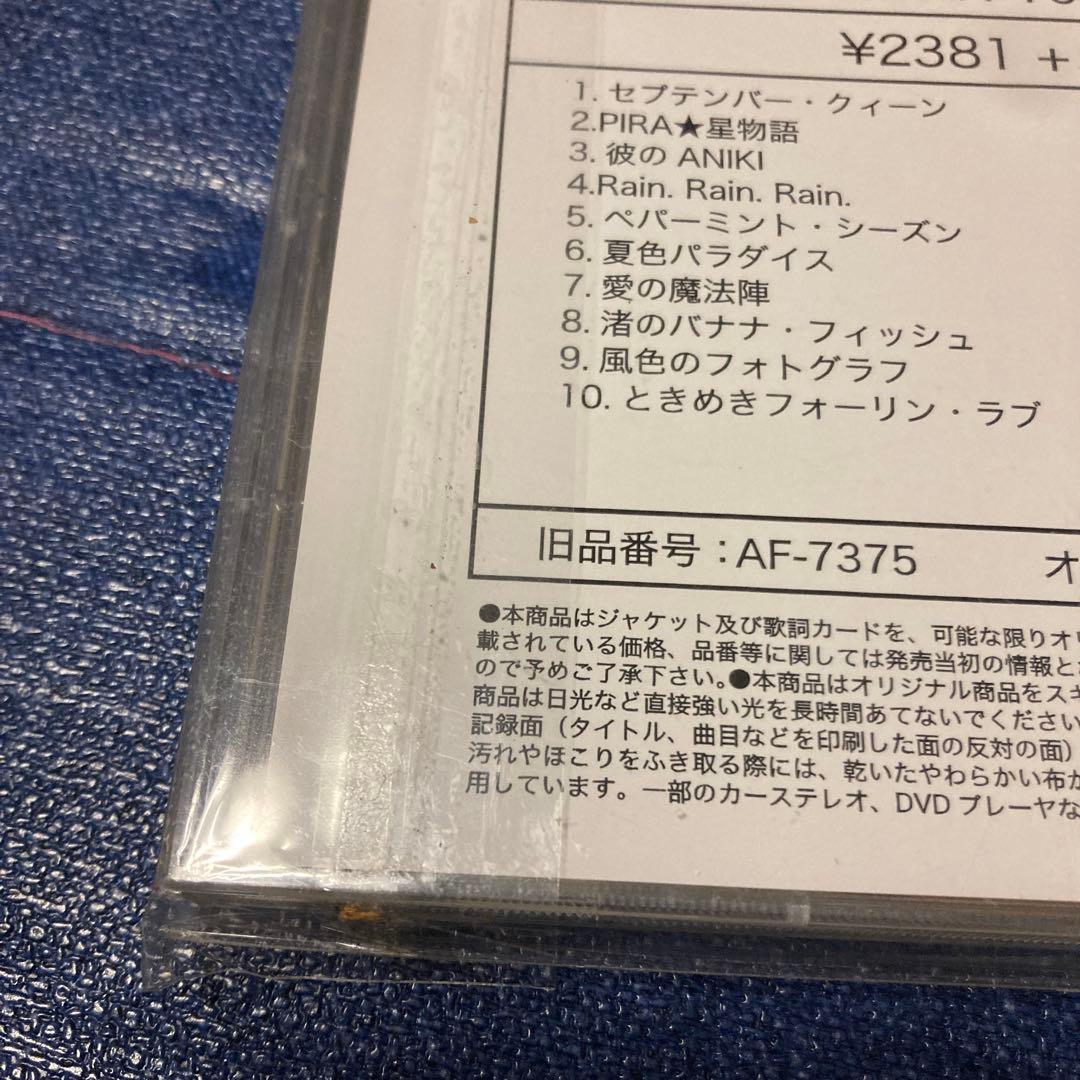 ¥2381 +
1. セプテンバー・クィーン
2.PIRA★星物語
3. 彼の ANIKI
4.Rain. Rain. Rain.
5. ペパーミント・シーズン
6. 夏色パラダイス
7. 愛の魔法陣
8. 渚のバナナ・フィッシュ
9. 風色のフォトグラフ
10. ときめきフォーリン・ラブ
旧品番号：AF-7375 オ
●本商品はジャケット及び歌詞カードを、可能な限りオリ
載されている価格、品番等に関しては発売当初の情報と
ので予めご了承下さい。●本商品はオリジナル商品をスキ
商品は日光など直接強い光を長時間あてないでください
記録面（タイトル、曲目などを印刷した面の反対の面）
汚れやほこりをふき取る際には、乾いたやわらかい布か
用しています。一部のカーステレオ、DVD プレーヤな